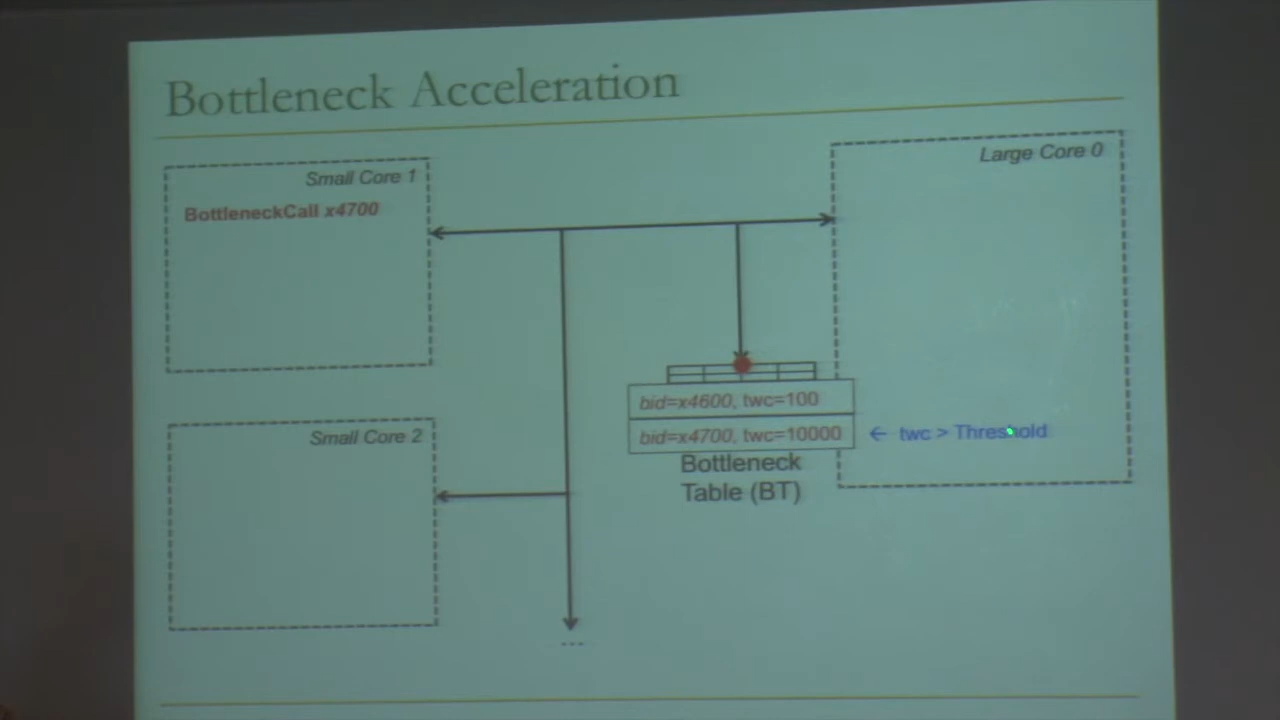 Bottleneck Acceleration
Small Core 1
BottleneckCall x4700
Large Core 0
bid=x4600, twc=100
bid=x4700, twc=10000
← twc > Threshold
Bottleneck
Table (BT)
Small Core 2
...